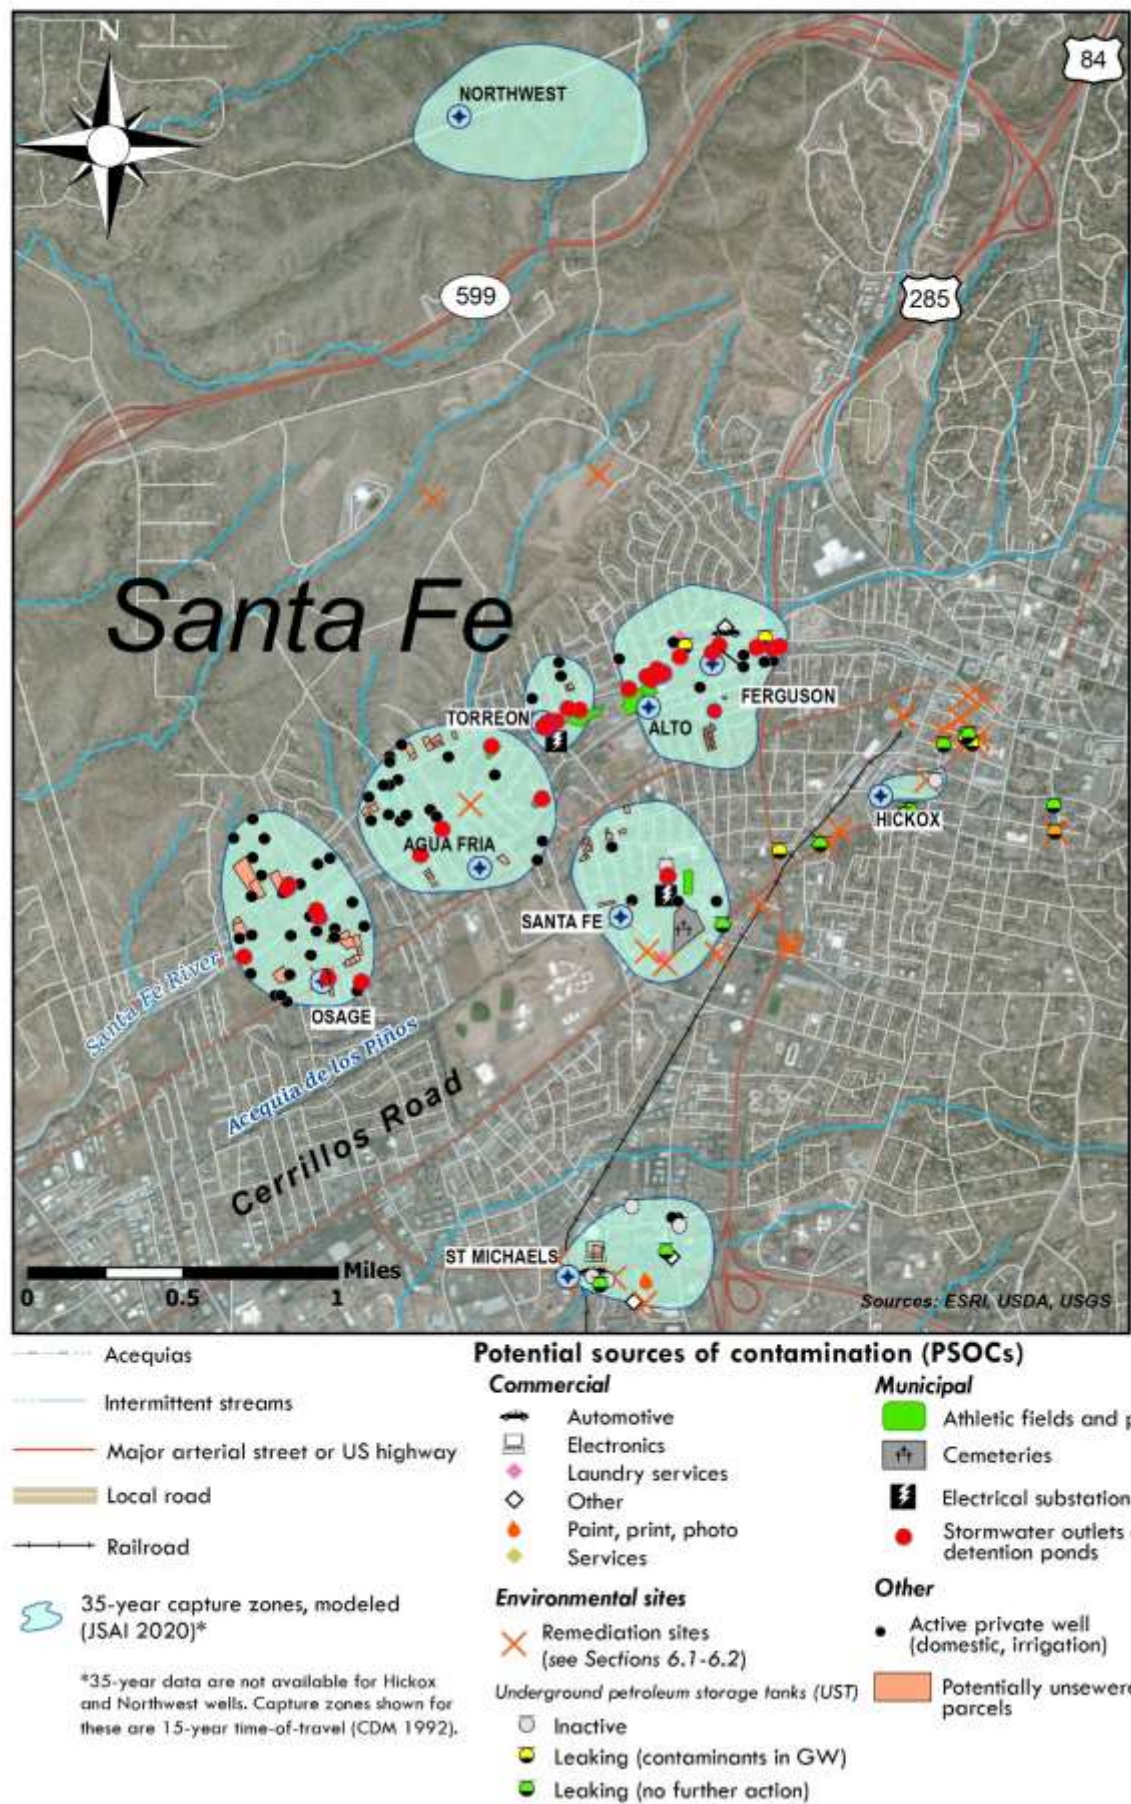 N
NORTHWEST
84
599
285
Santa Fe
TORREON
FERGUSON
ALTO
HICKOX
AGUA FRIA
SANTA FE
OSAGE
Santa Fe River
Acequia de los Piños
Cerrillos Road
ST MICHAELS
Miles
0 0.5 1
Sources: ESRI, USDA, USGS
Acequias
Intermittent streams
Major arterial street or US highway
Local road
Railroad
35-year capture zones, modeled
(JSAI 2020)*
*35-year data are not available for Hickox
and Northwest wells. Capture zones shown for
these are 15-year time-of-travel (CDM 1992).
Potential sources of contamination (PSOCs)
Commercial
Automotive
Electronics
Laundry services
Other
Paint, print, photo
Services
Environmental sites
Remediation sites
(see Sections 6.1-6.2)
Underground petroleum storage tanks (UST)
Inactive
Leaking (contaminants in GW)
Leaking (no further action)
Municipal
Athletic fields and p
Cemeteries
Electrical substation
Stormwater outlets
detention ponds
Other
Active private well
(domestic, irrigation)
Potentially unsewere
parcels